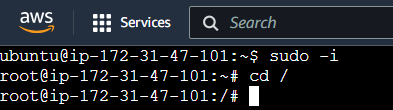 aws
Services
Search
ubuntu@ip-172-31-47-101:~$ sudo -i
root@ip-172-31-47-101:~# cd /
root@ip-172-31-47-101:/#